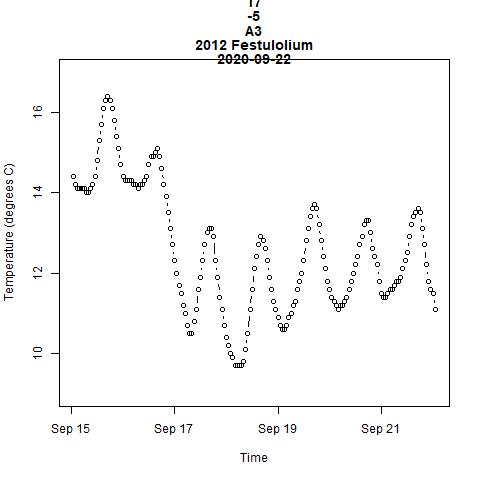 17
-5
A3
2012 Festulolium
2020-09-22
Temperature (degrees C)
16
14
12
10
Sep 15 Sep 17 Sep 19 Sep 21
Time